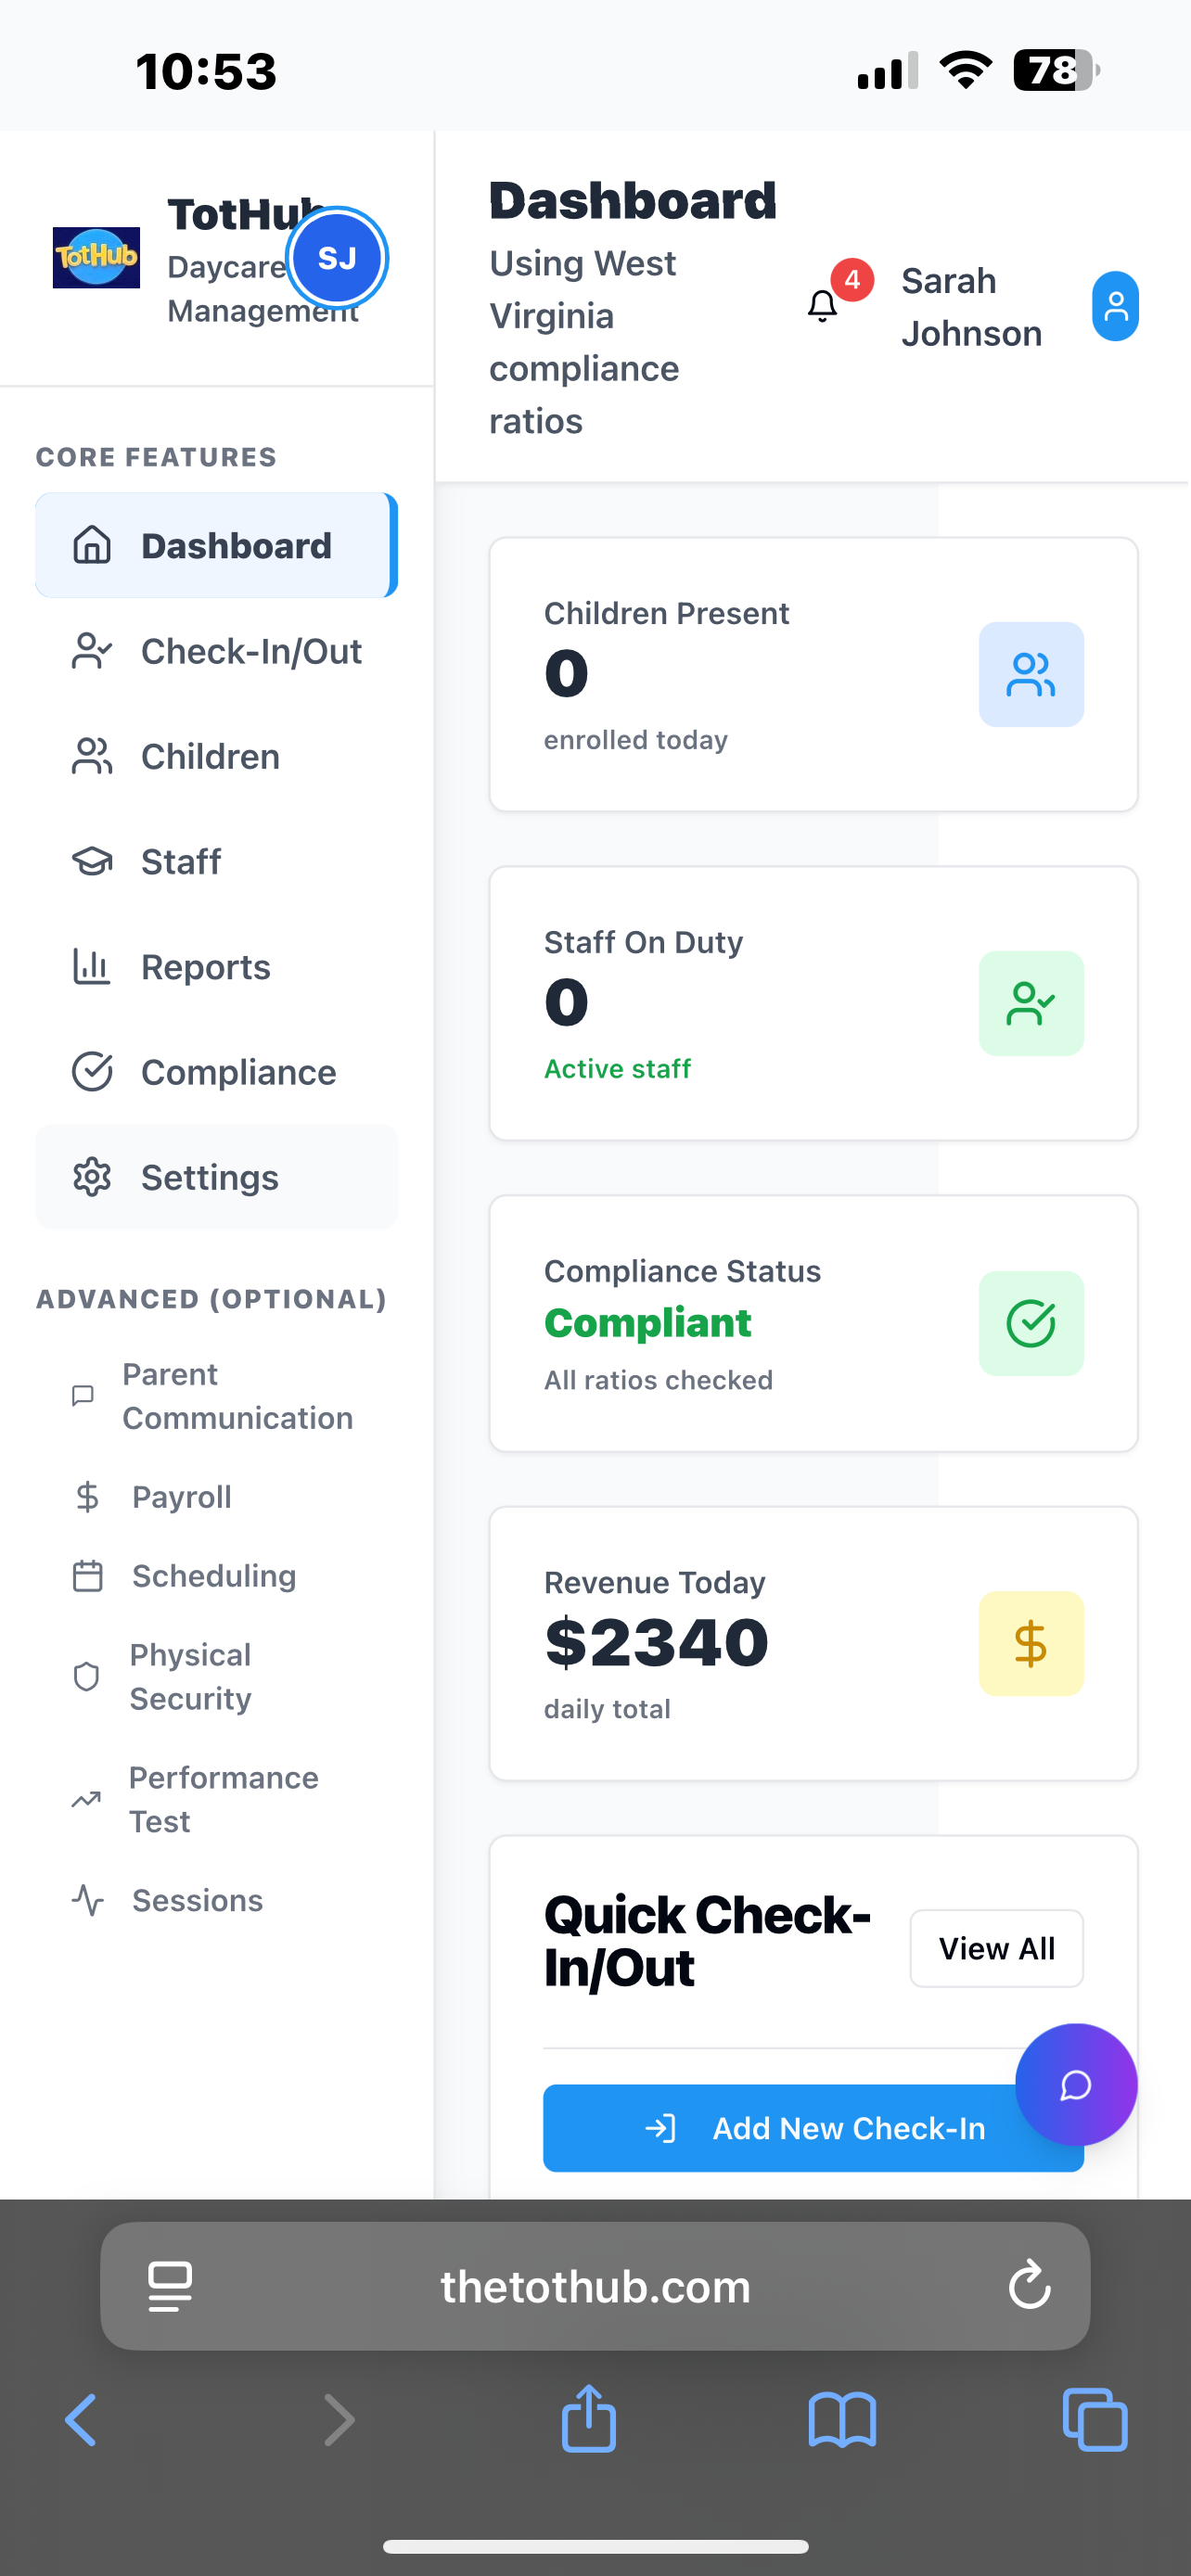 10:53
78
TotHub
TotHub
Daycare
Management
SJ
Dashboard
Using West
Virginia
compliance
ratios
4
Sarah
Johnson
CORE FEATURES
Dashboard
Check-In/Out
Children
Staff
Reports
Compliance
Settings
ADVANCED (OPTIONAL)
Parent
Communication
Payroll
Scheduling
Physical
Security
Performance
Test
Sessions
Children Present
0
enrolled today
Staff On Duty
0
Active staff
Compliance Status
Compliant
All ratios checked
Revenue Today
$2340
daily total
Quick Check-
In/Out
View All
Add New Check-In
thetothub.com